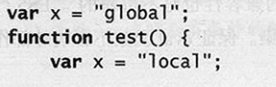 var x = "global";
function test() {
    var x = "local";